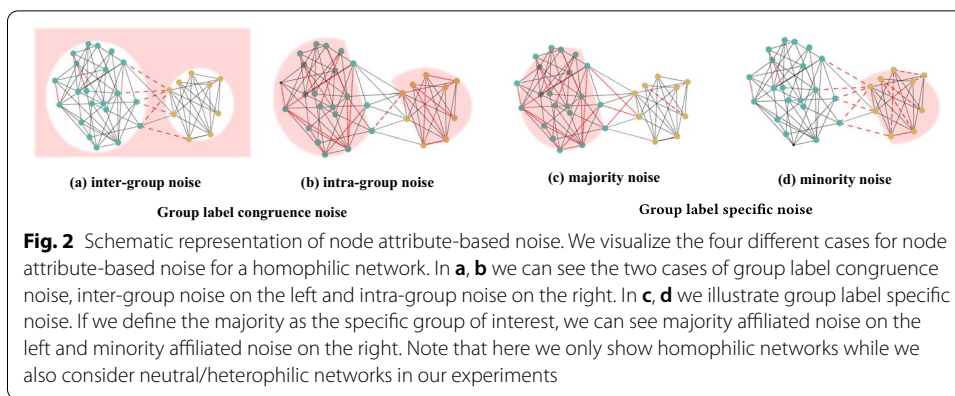 (a) inter-group noise (b) intra-group noise (c) majority noise (d) minority noise
Group label congruence noise Group label specific noise
Fig. 2 Schematic representation of node attribute-based noise. We visualize the four different cases for node
attribute-based noise for a homophilic network. In a, b we can see the two cases of group label congruence
noise, inter-group noise on the left and intra-group noise on the right. In c, d we illustrate group label specific
noise. If we define the majority as the specific group of interest, we can see majority affiliated noise on the
left and minority affiliated noise on the right. Note that here we only show homophilic networks while we
also consider neutral/heterophilic networks in our experiments